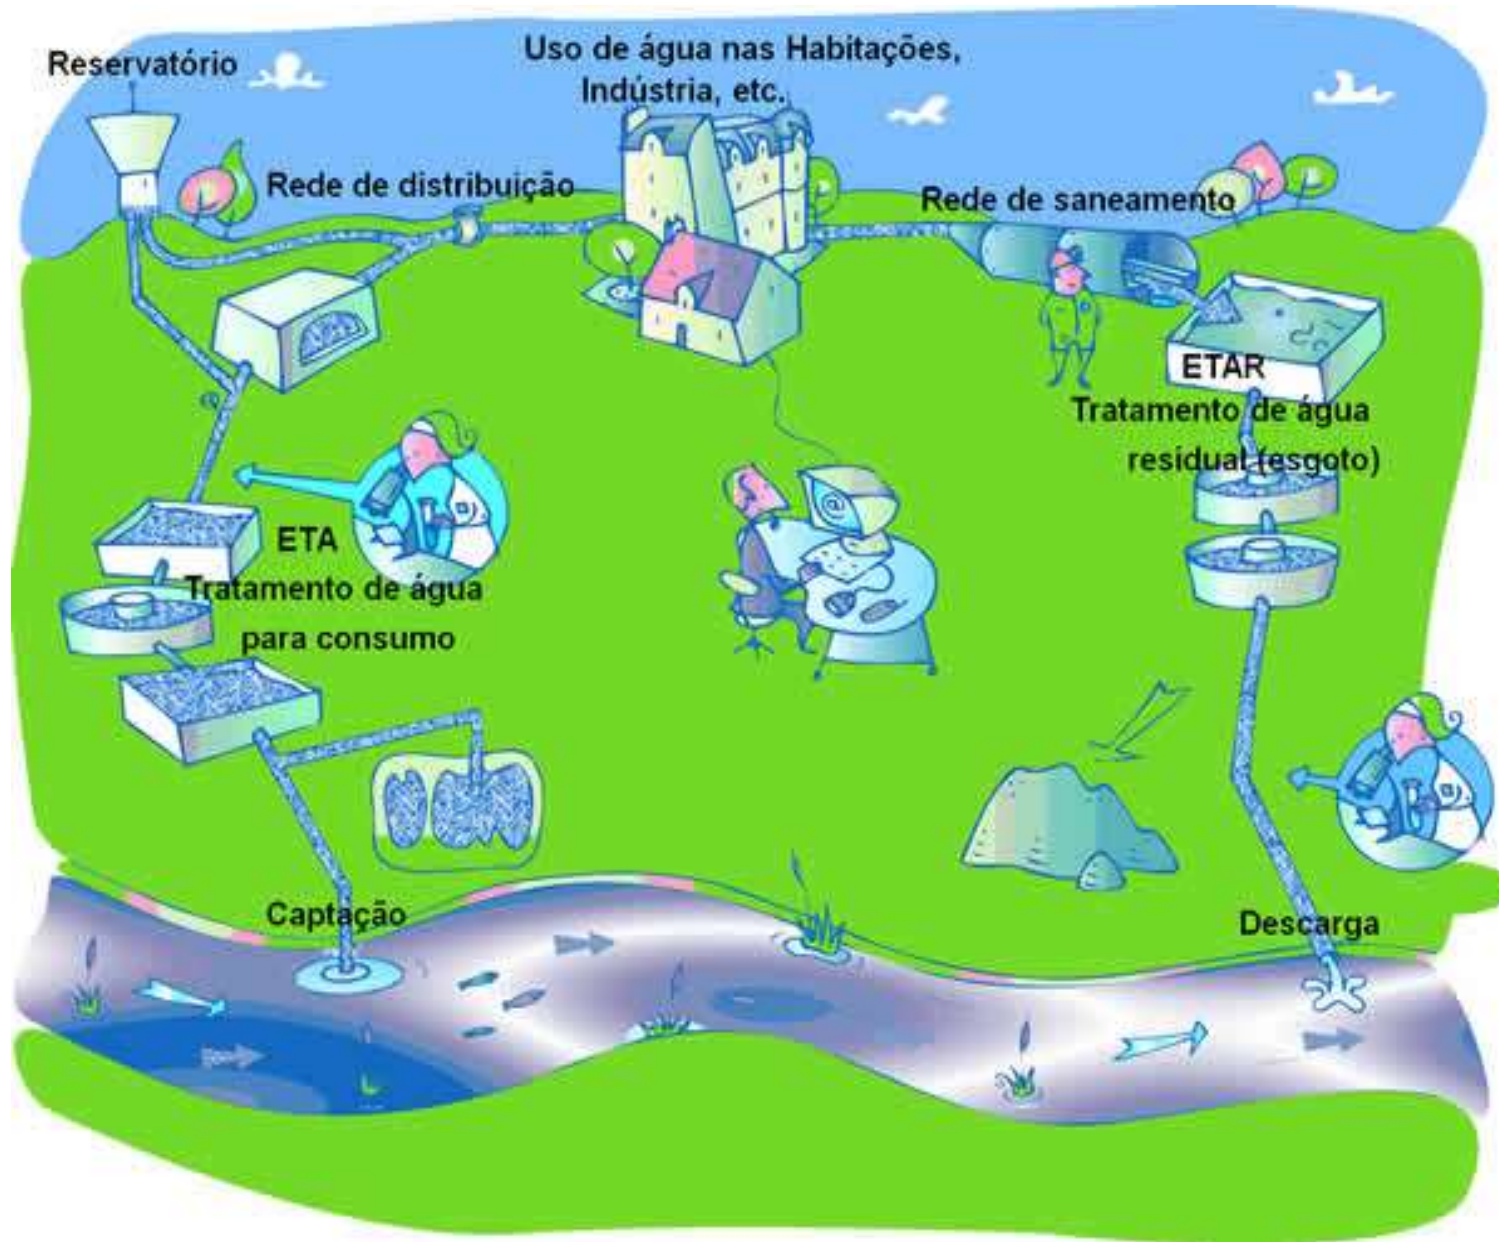 Reservatório
Uso de água nas Habitações,
Indústria, etc.
Rede de distribuição
Rede de saneamento
ETAR
Tratamento de água
residual (esgoto)
ETA
Tratamento de água
para consumo
Captação
Descarga